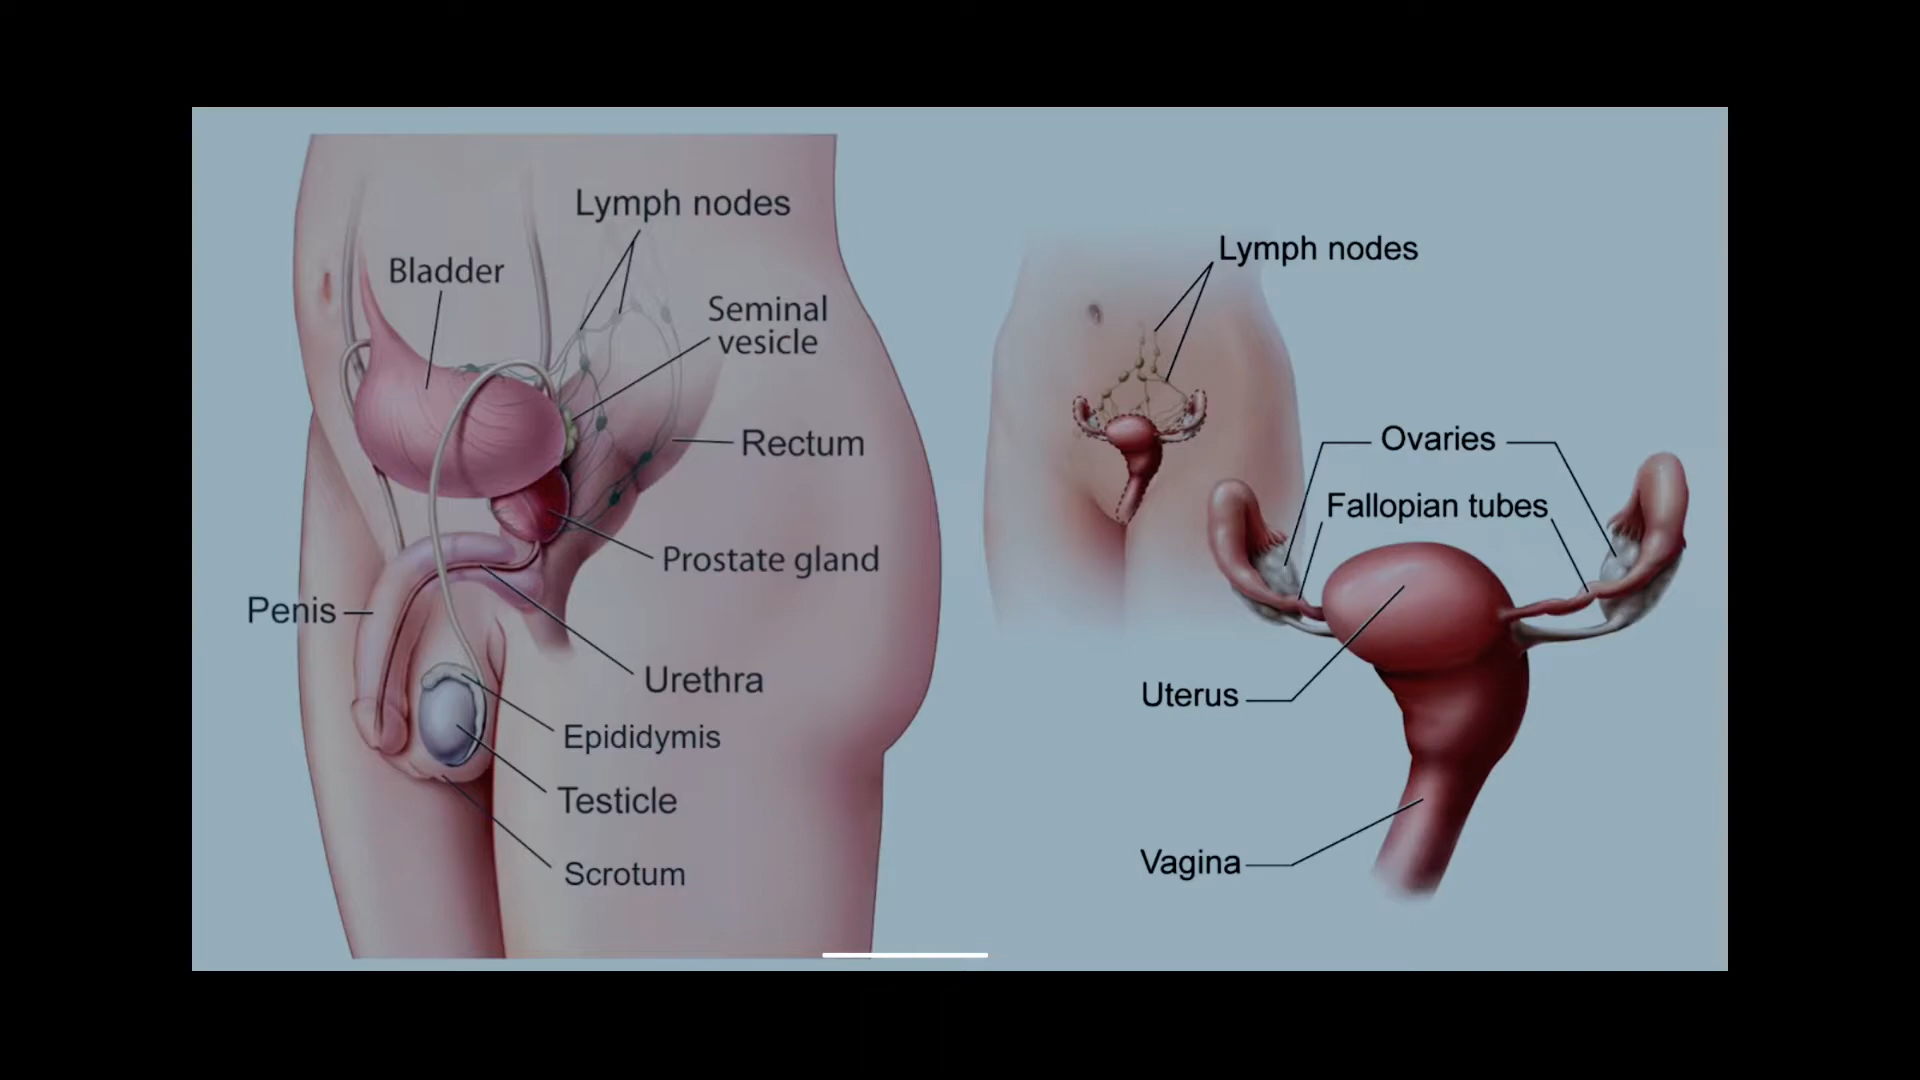 Lymph nodes
Bladder
Seminal
vesicle
Rectum
Prostate gland
Penis
Urethra
Epididymis
Testicle
Scrotum
Lymph nodes
Ovaries
Fallopian tubes
Uterus
Vagina